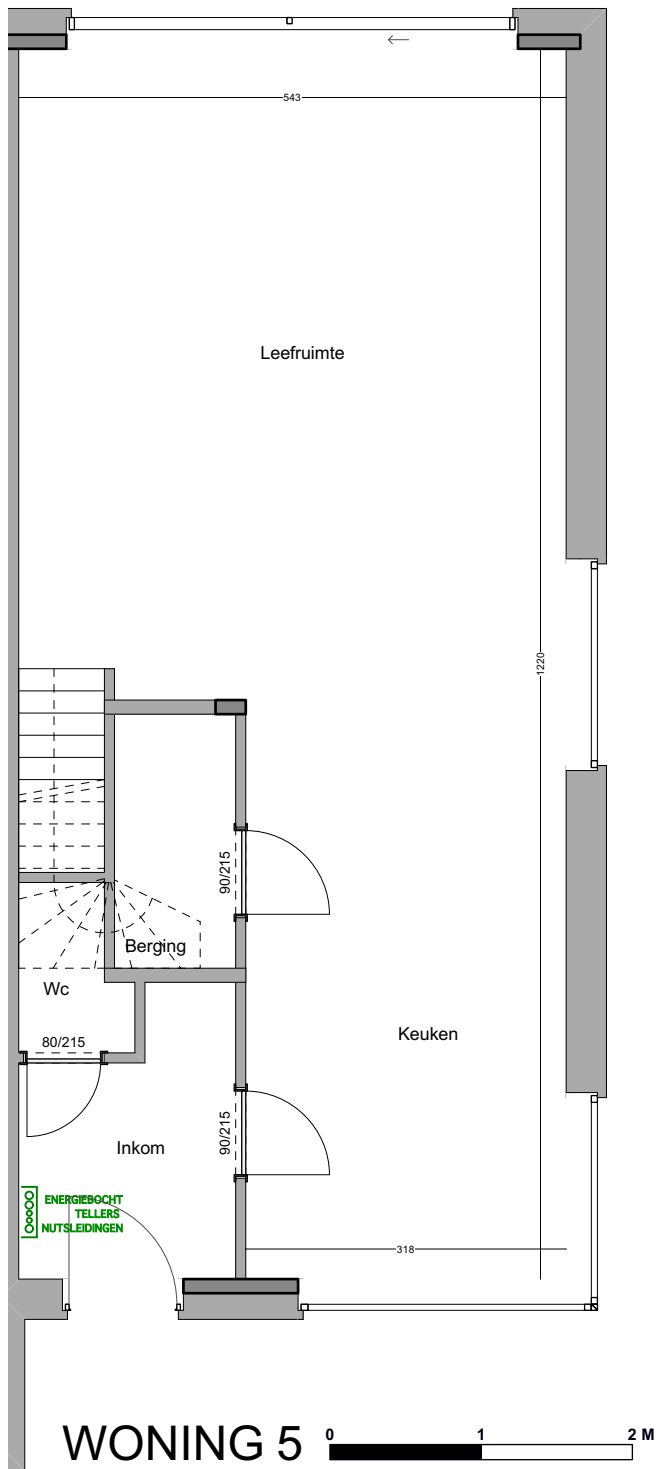 543
Leefruimte
1220
90/215
Berging
Wc
Keuken
80/215
90/215
Inkom
ENERGIEBOCHT
TELLERS
NUTSLEIDINGEN
318
WONING 5
0 1 2 M